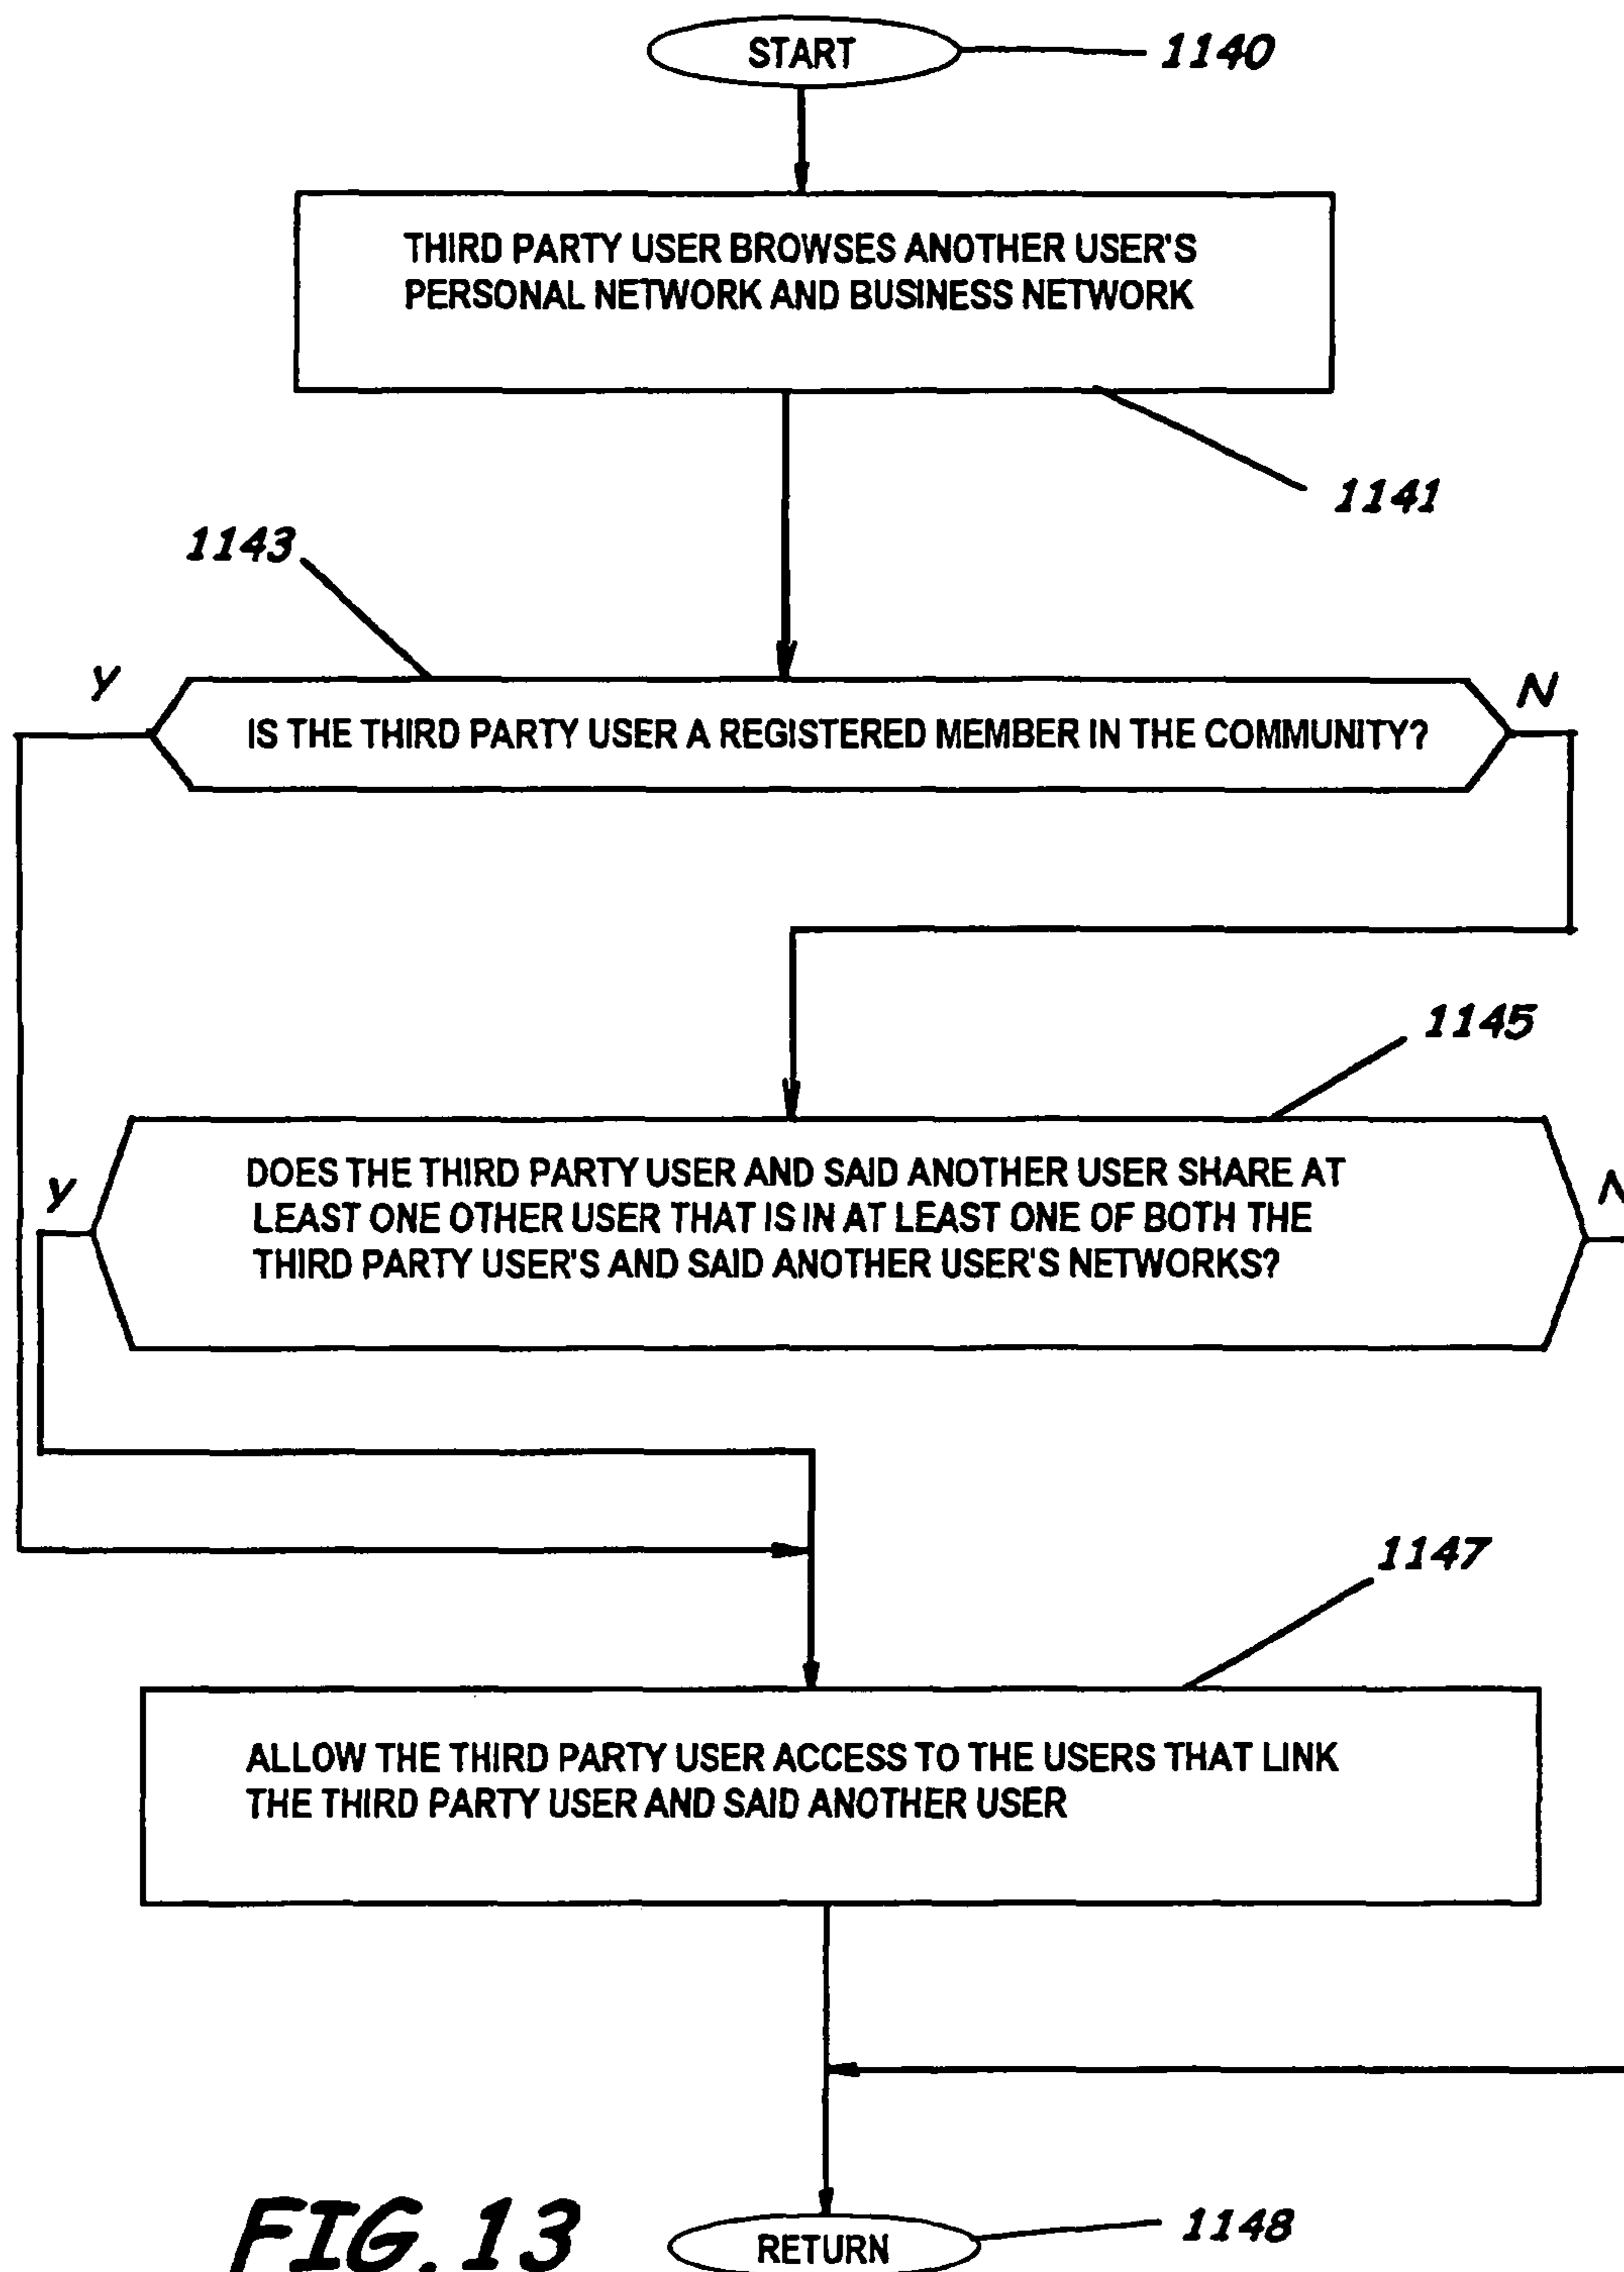 START
1140
THIRD PARTY USER BROWSES ANOTHER USER'S
PERSONAL NETWORK AND BUSINESS NETWORK
1141
1143
Y
N
IS THE THIRD PARTY USER A REGISTERED MEMBER IN THE COMMUNITY?
1145
Y
DOES THE THIRD PARTY USER AND SAID ANOTHER USER SHARE AT
LEAST ONE OTHER USER THAT IS IN AT LEAST ONE OF BOTH THE
THIRD PARTY USER'S AND SAID ANOTHER USER'S NETWORKS?
N
1147
ALLOW THE THIRD PARTY USER ACCESS TO THE USERS THAT LINK
THE THIRD PARTY USER AND SAID ANOTHER USER
FIG. 13
RETURN
1148